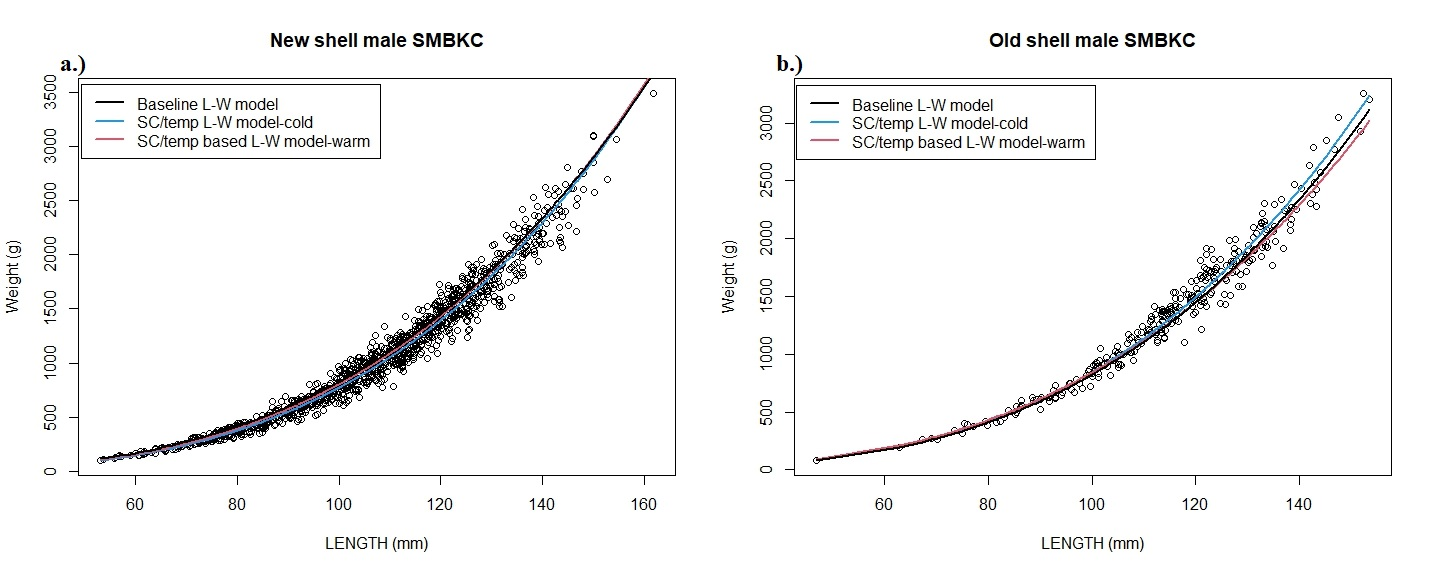 New shell male SMBKC
a.)
Baseline L-W model
SC/temp L-W model-cold
SC/temp based L-W model-warm
Weight (g)
0
500
1000
1500
2000
2500
3000
3500
60 80 100 120 140 160
LENGTH (mm)
Old shell male SMBKC
b.)
Baseline L-W model
SC/temp L-W model-cold
SC/temp based L-W model-warm
Weight (g)
0
500
1000
1500
2000
2500
3000
60 80 100 120 140
LENGTH (mm)